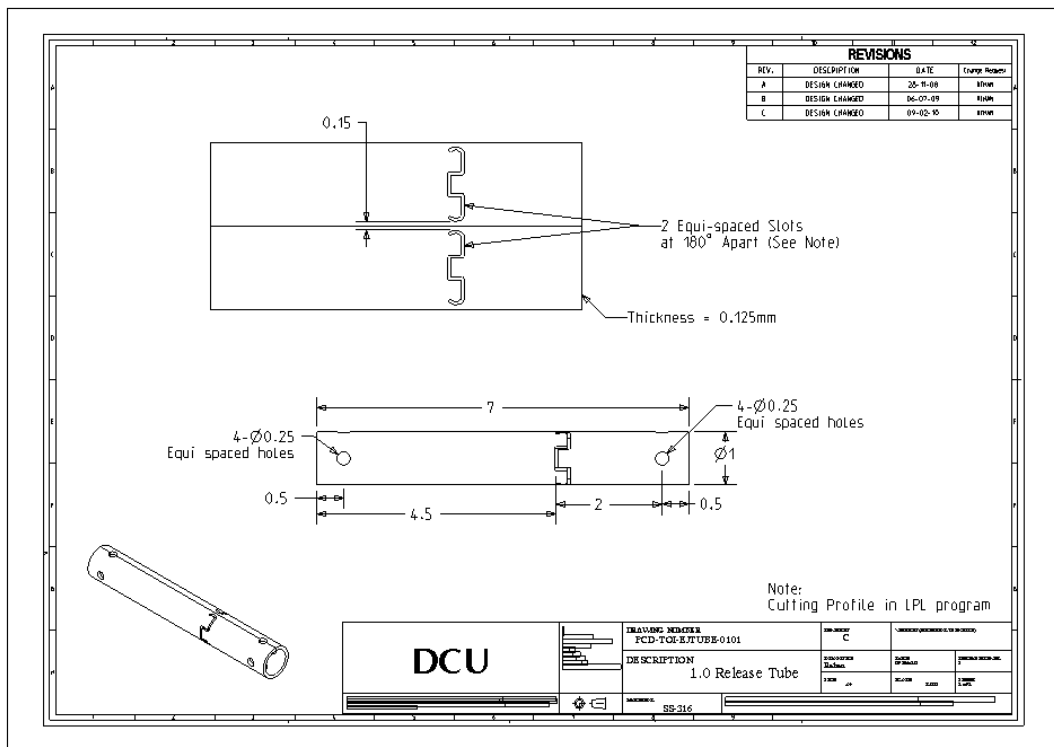 REVISIONS
REV. DESCRIPTION DATE Change Request
A DESIGN CHANGED 28-11-08
B DESIGN CHANGED 06-07-09
C DESIGN CHANGED 09-02-10
0.15
2 Equi-spaced Slots
at 180° Apart (See Note)
Thickness = 0.125mm
7
4-Ø0.25
Equi spaced holes
4-Ø0.25
Equi spaced holes
Ø1
0.5
4.5
2
0.5
Note:
Cutting Profile in LPL program
DCU
DRAWING NUMBER
PCD-TOI-EJTUBE-0101
C
DESCRIPTION
1.0 Release Tube
SS-316